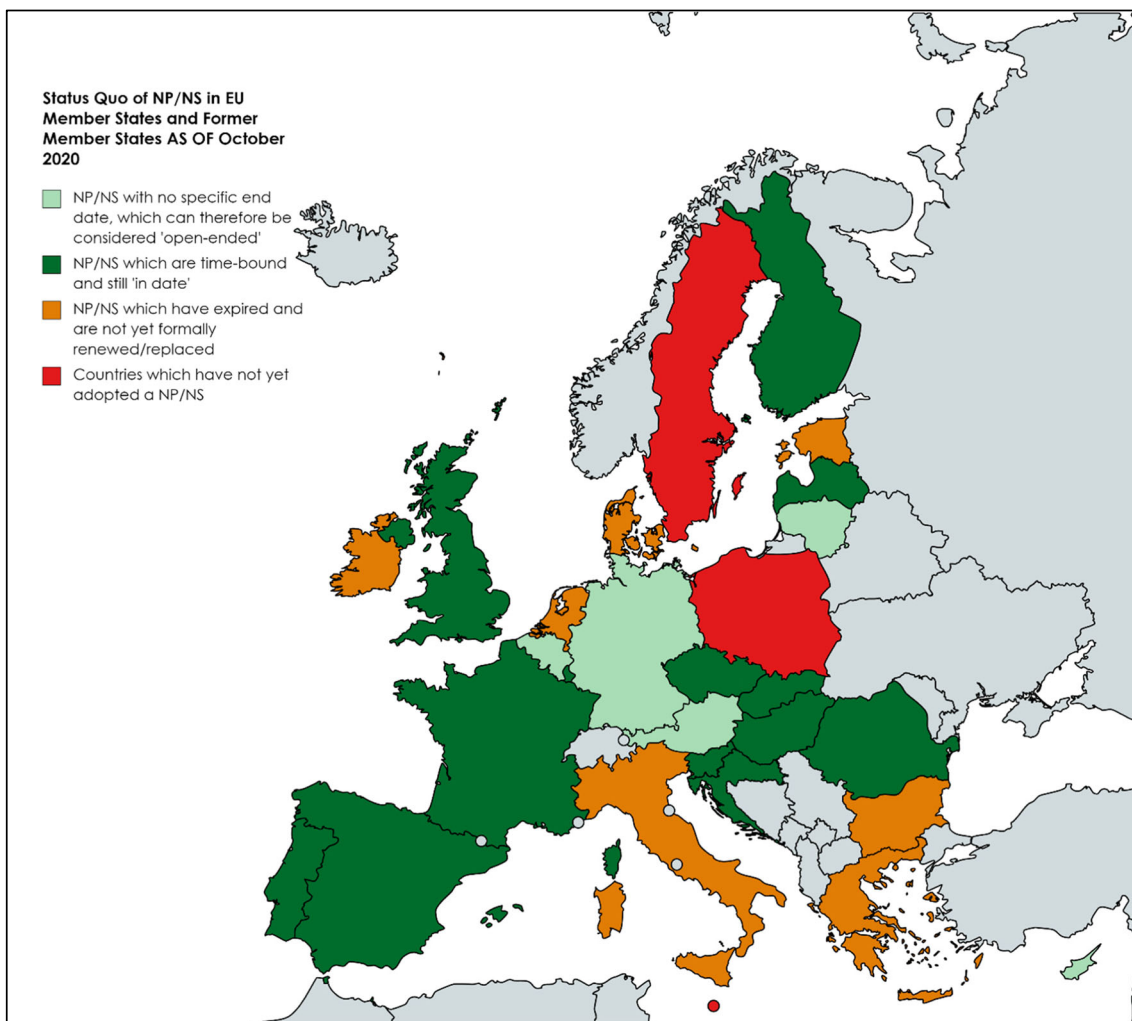 Status Quo of NP/NS in EU
Member States and Former
Member States AS OF October
2020
NP/NS with no specific end
date, which can therefore be
considered 'open-ended'
NP/NS which are time-bound
and still 'in date'
NP/NS which have expired and
are not yet formally
renewed/replaced
Countries which have not yet
adopted a NP/NS